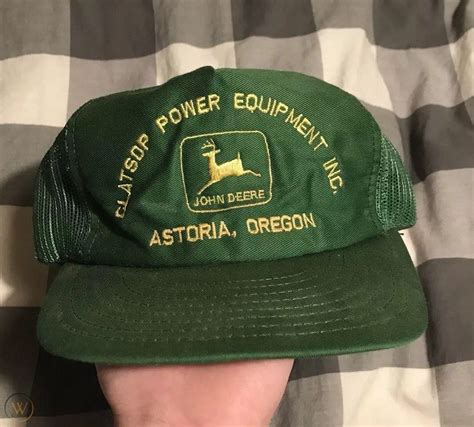 CLATSOP POWER EQUIPMENT INC.
JOHN DEERE
ASTORIA, OREGON
W